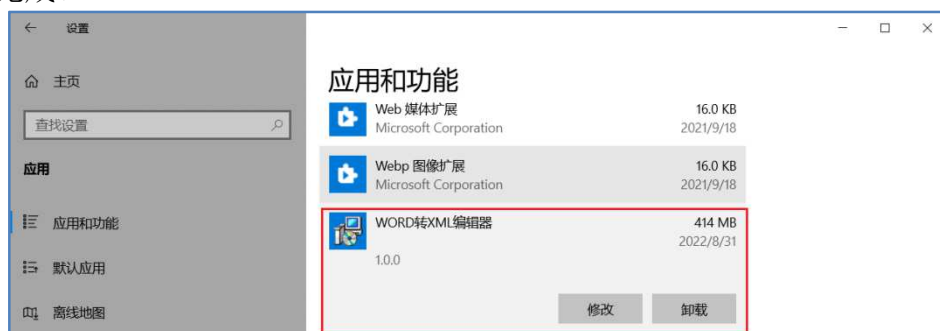 设置
主页
查找设置
应用
应用和功能
默认应用
离线地图
应用和功能
Web 媒体扩展 16.0 KB
Microsoft Corporation 2021/9/18
Webp 图像扩展 16.0 KB
Microsoft Corporation 2021/9/18
WORD转XML编辑器 414 MB
2022/8/31
1.0.0
修改 卸载